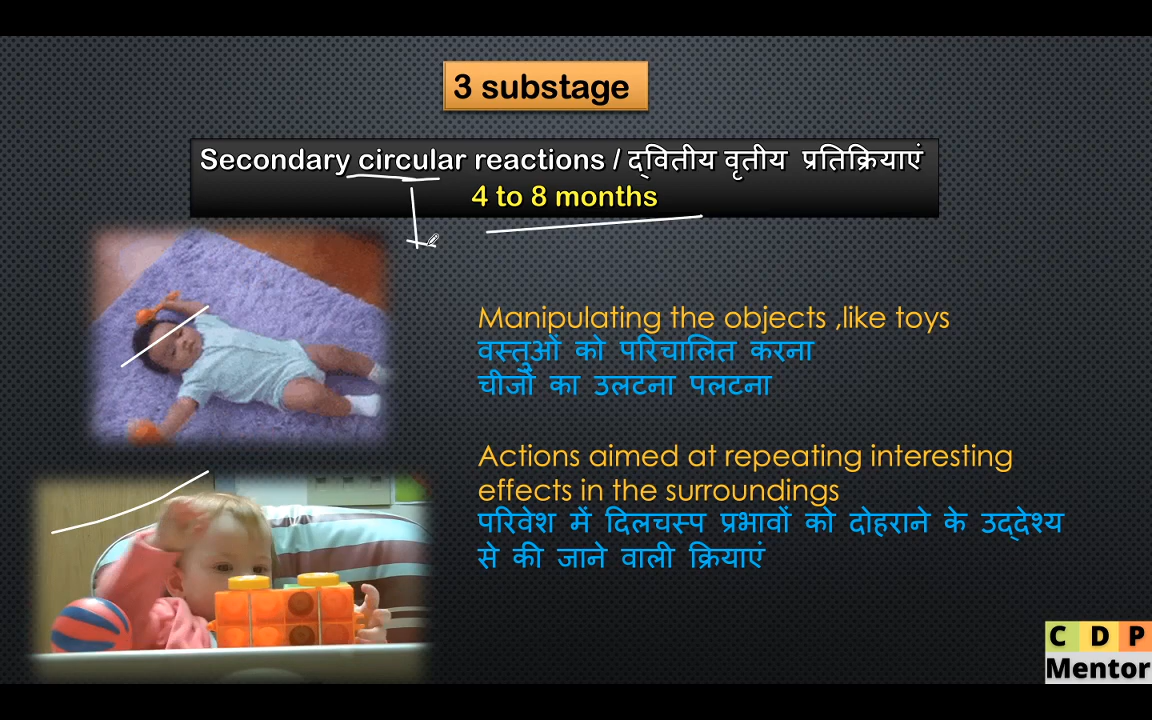 3 substage
Secondary circular reactions / द्वितीय वृतीय प्रतिक्रियाएं
4 to 8 months
Manipulating the objects ,like toys
वस्तुओं को परिचालित करना
चीजों का उलटना पलटना
Actions aimed at repeating interesting
effects in the surroundings
परिवेश में दिलचस्प प्रभावों को दोहराने के उद्देश्य
से की जाने वाली क्रियाएं
C D P
Mentor